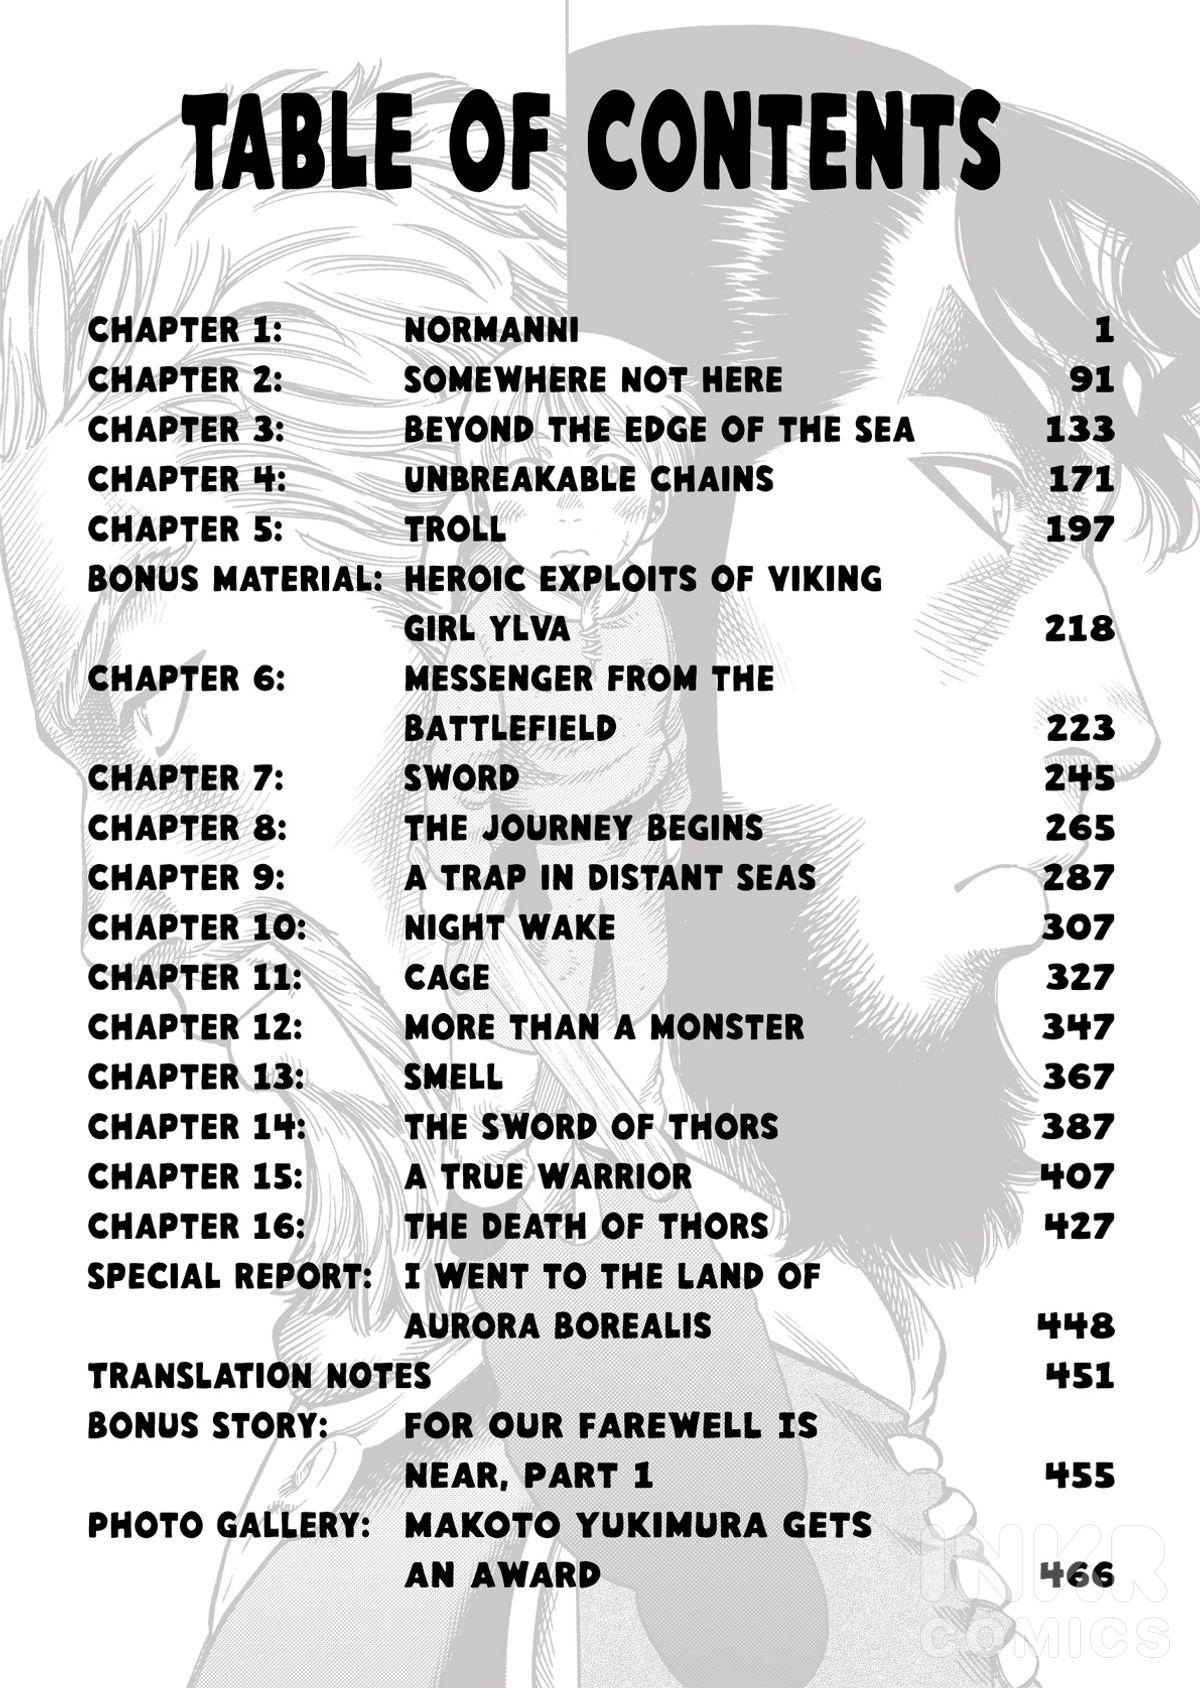 TABLE OF CONTENTS
CHAPTER 1: NORMANNI 1
CHAPTER 2: SOMEWHERE NOT HERE 91
CHAPTER 3: BEYOND THE EDGE OF THE SEA 133
CHAPTER 4: UNBREAKABLE CHAINS 171
CHAPTER 5: TROLL 197
BONUS MATERIAL: HEROIC EXPLOITS OF VIKING
GIRL YLVA 218
CHAPTER 6: MESSENGER FROM THE
BATTLEFIELD 223
CHAPTER 7: SWORD 245
CHAPTER 8: THE JOURNEY BEGINS 265
CHAPTER 9: A TRAP IN DISTANT SEAS 287
CHAPTER 10: NIGHT WAKE 307
CHAPTER 11: CAGE 327
CHAPTER 12: MORE THAN A MONSTER 347
CHAPTER 13: SMELL 367
CHAPTER 14: THE SWORD OF THORS 387
CHAPTER 15: A TRUE WARRIOR 407
CHAPTER 16: THE DEATH OF THORS 427
SPECIAL REPORT: I WENT TO THE LAND OF
AURORA BOREALIS 448
TRANSLATION NOTES 451
BONUS STORY: FOR OUR FAREWELL IS
NEAR, PART 1 455
PHOTO GALLERY: MAKOTO YUKIMURA GETS
AN AWARD 466
INKR
COMICS